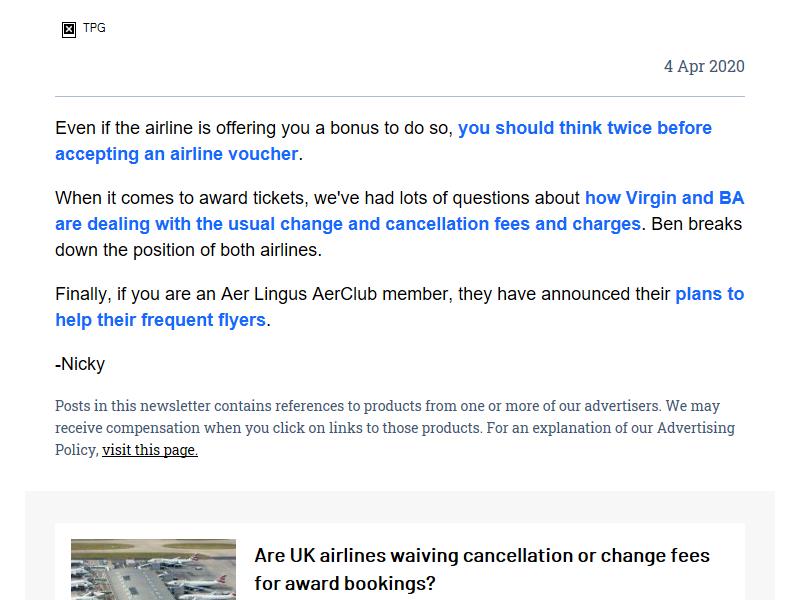 TPG
4 Apr 2020
Even if the airline is offering you a bonus to do so, you should think twice before
accepting an airline voucher.
When it comes to award tickets, we've had lots of questions about how Virgin and BA
are dealing with the usual change and cancellation fees and charges. Ben breaks
down the position of both airlines.
Finally, if you are an Aer Lingus AerClub member, they have announced their plans to
help their frequent flyers.
-Nicky
Posts in this newsletter contains references to products from one or more of our advertisers. We may
receive compensation when you click on links to those products. For an explanation of our Advertising
Policy, visit this page.
Are UK airlines waiving cancellation or change fees
for award bookings?